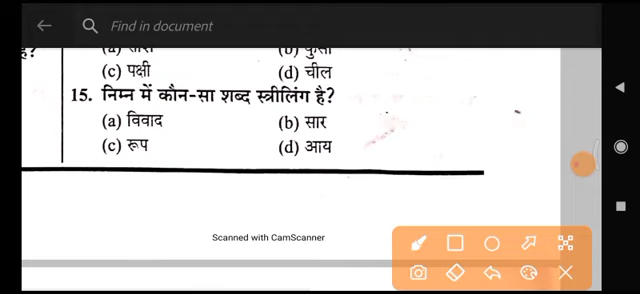 Find in document
है?
(c) पक्षी (d) चील
15. निम्न में कौन-सा शब्द स्त्रीलिंग है?
(a) विवाद (b) सार
(c) रूप (d) आय
Scanned with CamScanner